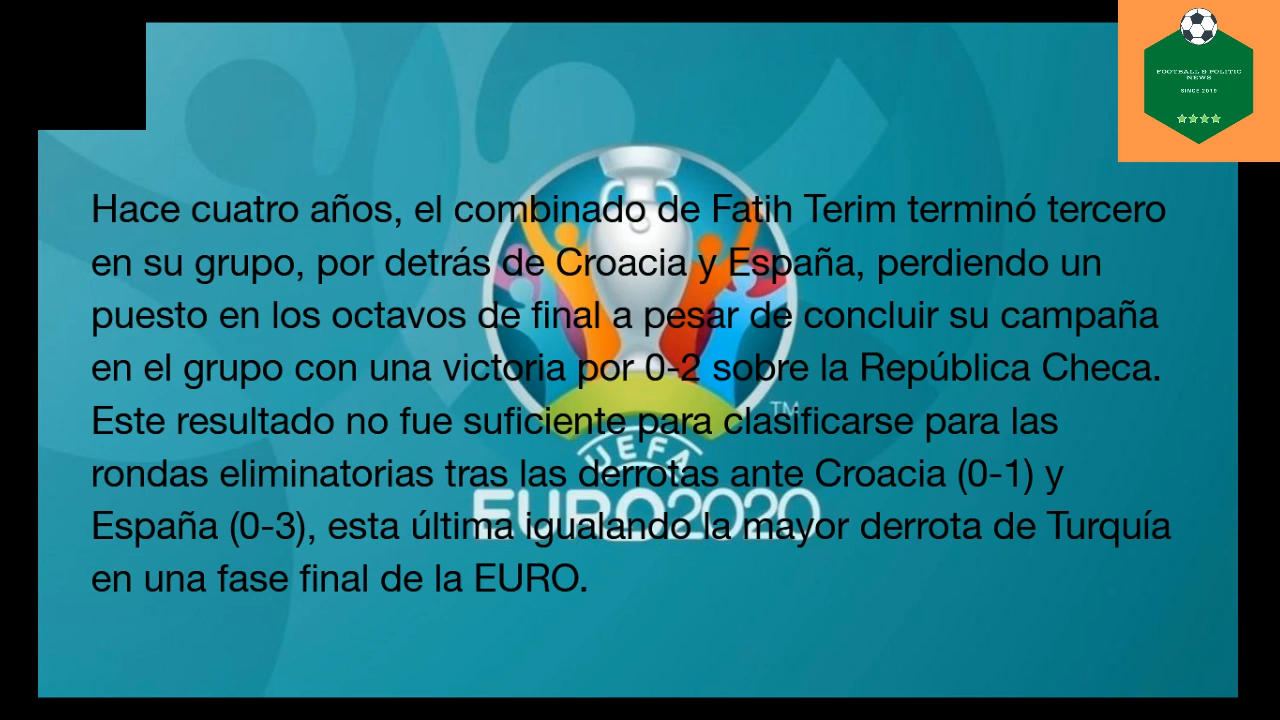 FOOTBALL & POLITIC
NEWS
SINCE 2019
Hace cuatro años, el combinado de Fatih Terim terminó tercero
en su grupo, por detrás de Croacia y España, perdiendo un
puesto en los octavos de final a pesar de concluir su campaña
en el grupo con una victoria por 0-2 sobre la República Checa.
Este resultado no fue suficiente para clasificarse para las
rondas eliminatorias tras las derrotas ante Croacia (0-1) y
España (0-3), esta última igualando la mayor derrota de Turquía
en una fase final de la EURO.
TM
UEFA
EURO2020